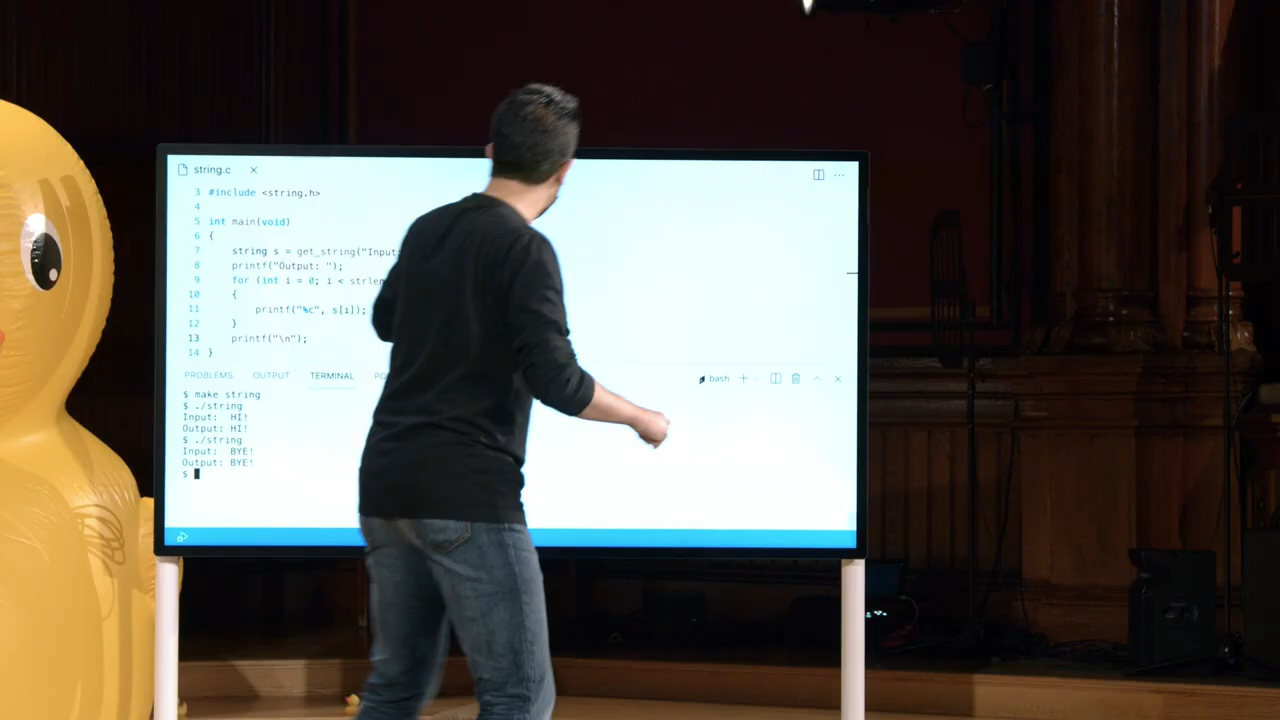 string.c
3 #include <string.h>
4
5 int main(void)
6 {
7 string s = get_string("Input:
8 printf("Output: ");
9 for (int i = 0; i < strlen
10 {
11 printf("%c", s[i]);
12 }
13 printf("\n");
14 }
PROBLEMS OUTPUT TERMINAL bash
$ make string
$ ./string
Input: HI!
Output: HI!
$ ./string
Input: BYE!
Output: BYE!
$